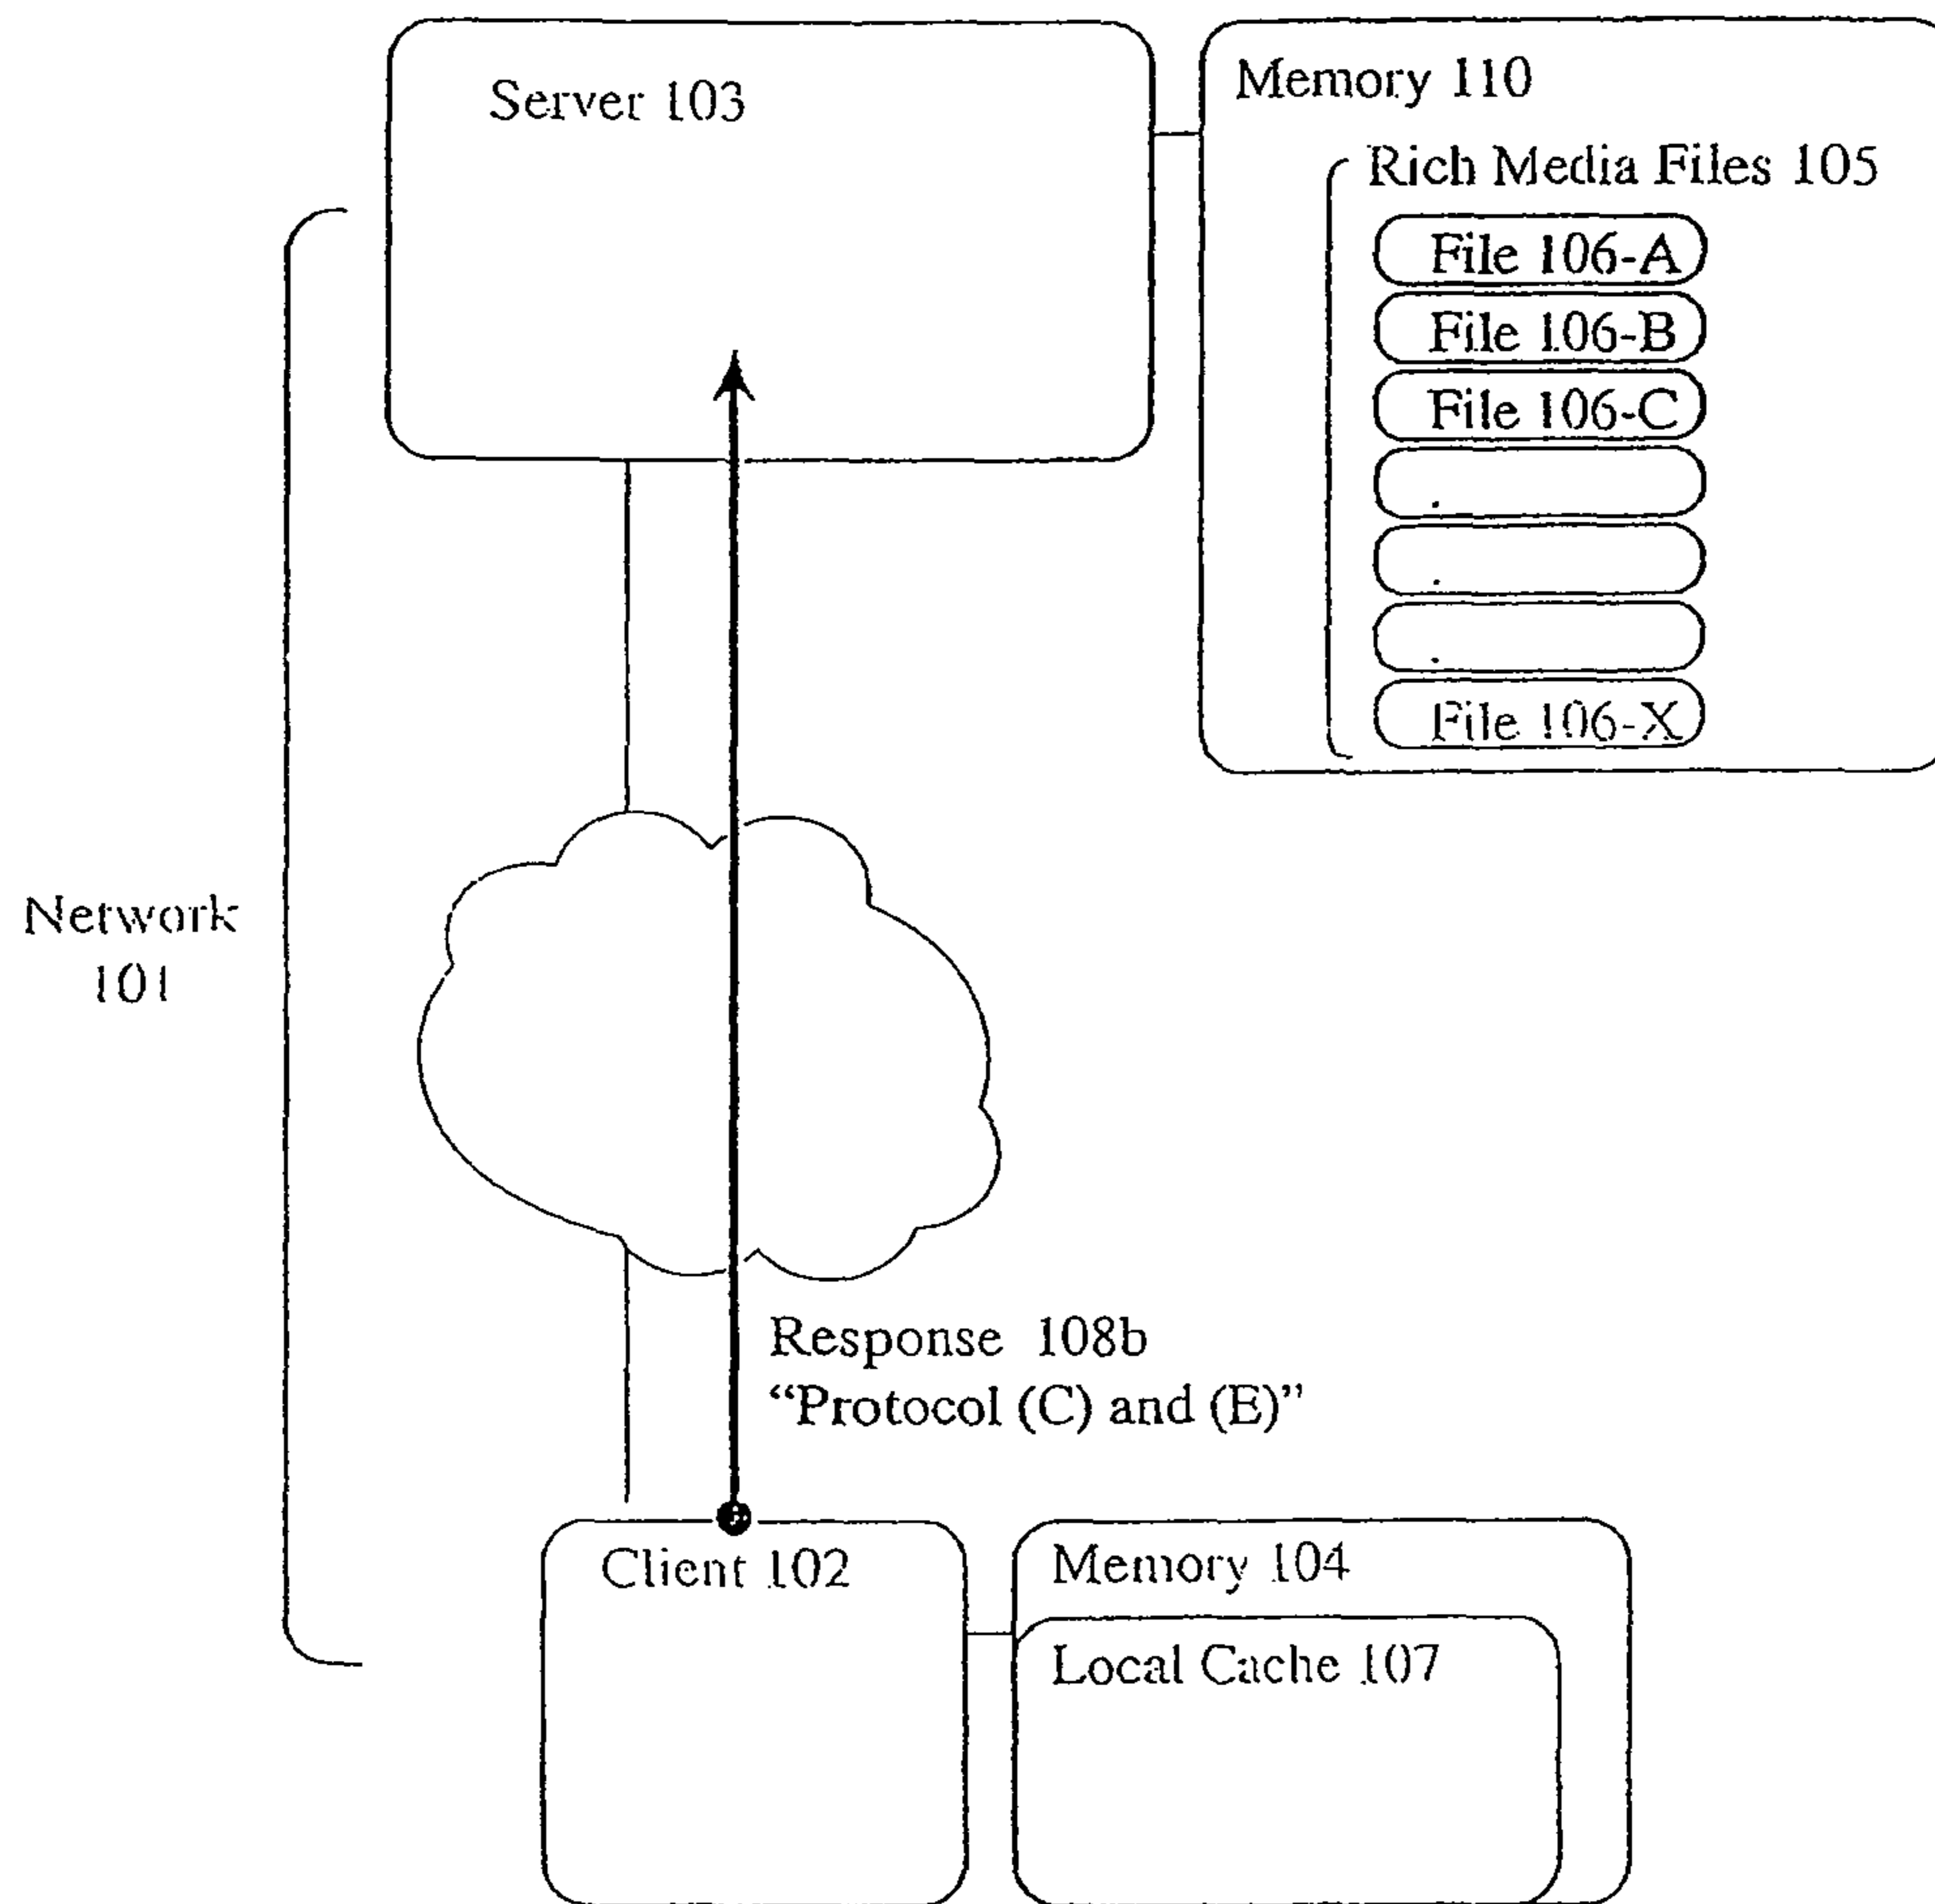 Server 103
Memory 110
Rich Media Files 105
File 106-A
File 106-B
File 106-C
.
.
.
File 106-X
Network
101
Response 108b
“Protocol (C) and (E)”
Client 102
Memory 104
Local Cache 107